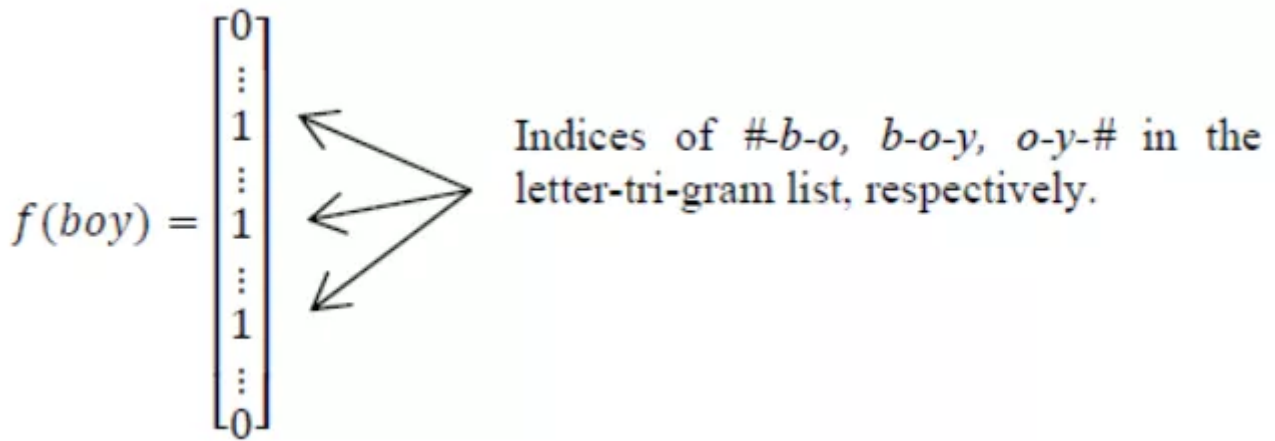 0
⋮
1
⋮
f(boy) = 1
⋮
1
⋮
0
Indices of #-b-o, b-o-y, o-y-# in the
letter-tri-gram list, respectively.